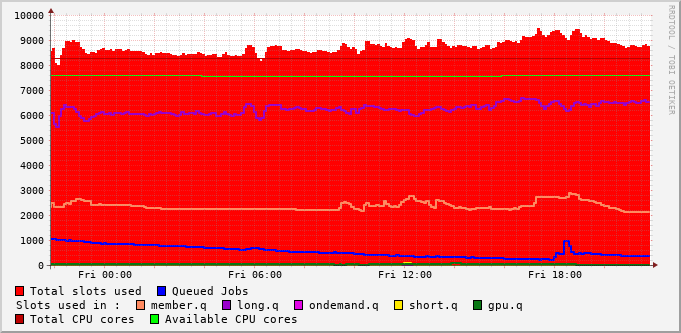 10000
9000
8000
7000
6000
5000
4000
3000
2000
1000
0
Fri 00:00 Fri 06:00 Fri 12:00 Fri 18:00
RRDTOOL / TOBI OETIKER
Total slots used Queued Jobs
Slots used in : member.q long.q ondemand.q short.q gpu.q
Total CPU cores Available CPU cores